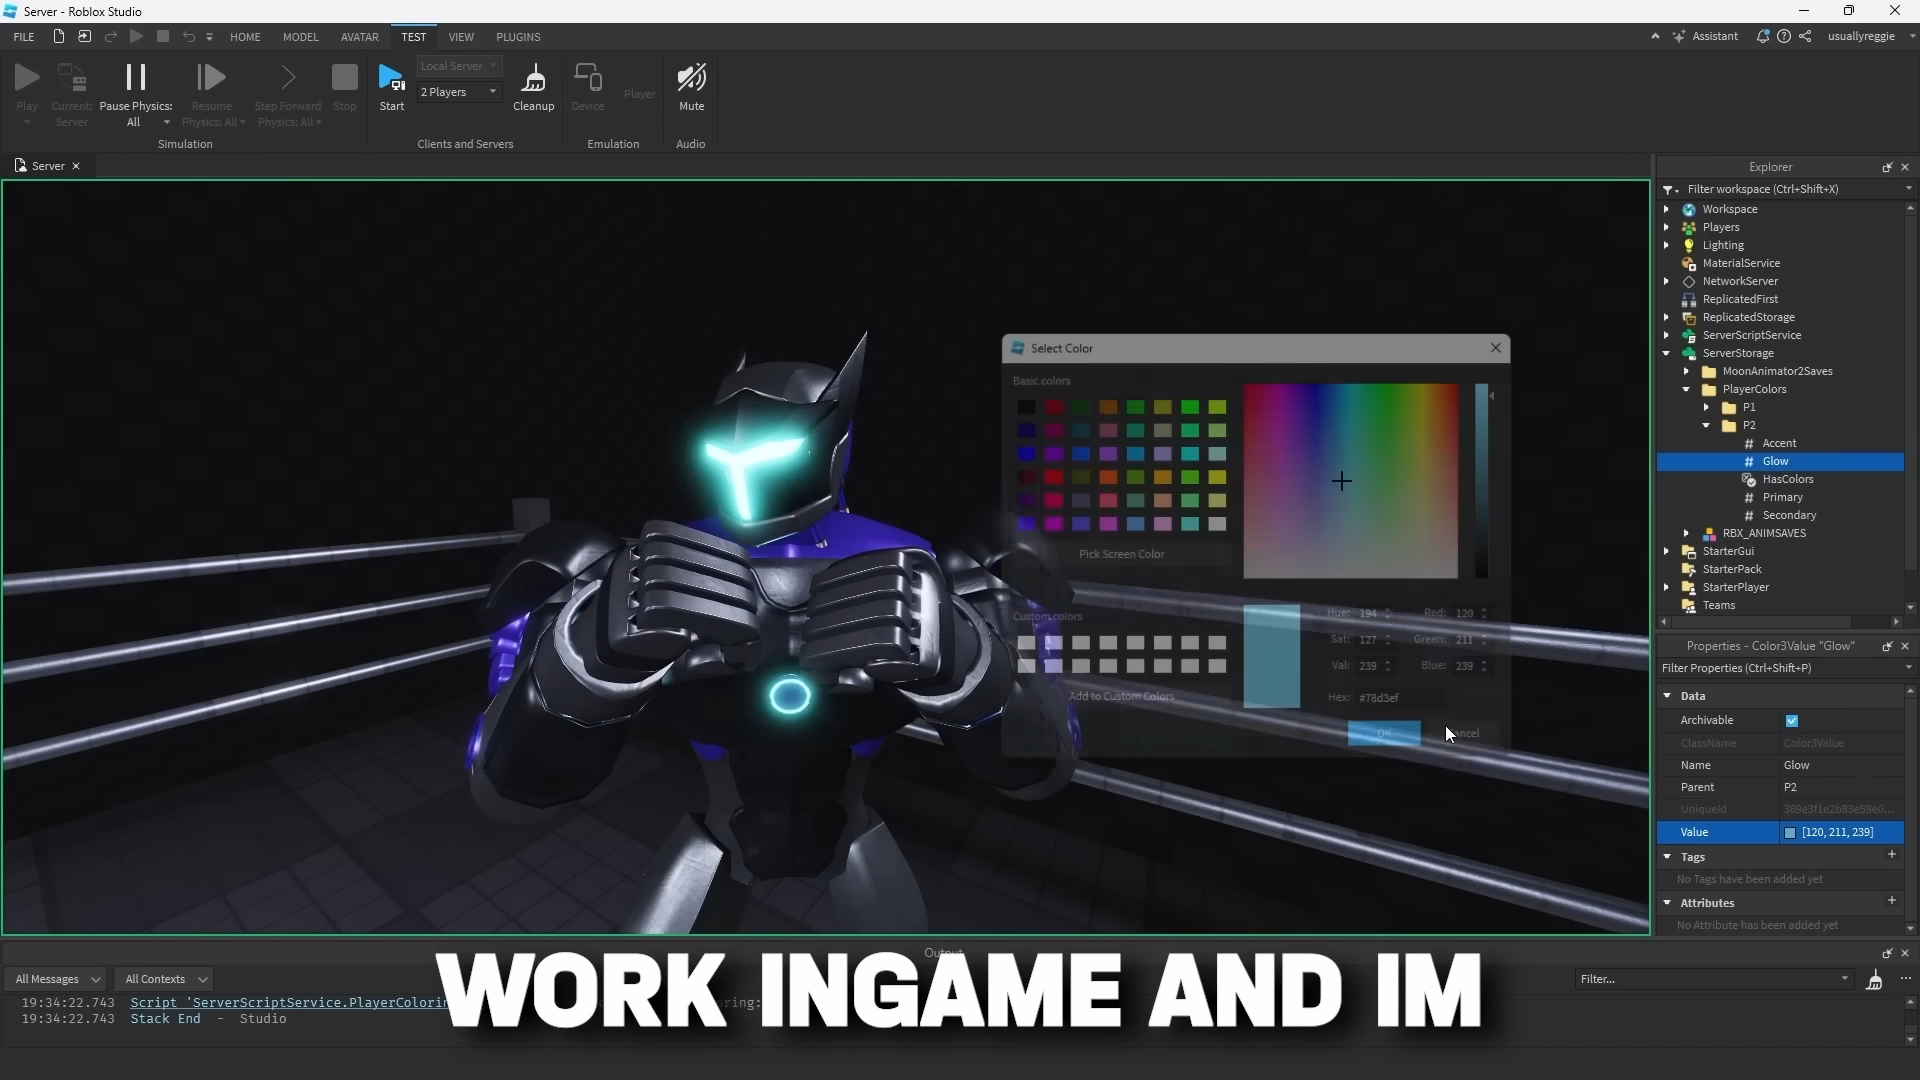 Server - Roblox Studio
FILE HOME MODEL AVATAR TEST VIEW PLUGINS Assistant usuallyreggie
Play Current: Server Pause Physics: All Resume Physics: All Step Forward Physics: All Stop
Simulation
Start Local Server 2 Players Cleanup
Clients and Servers
Device Player
Emulation
Mute
Audio
Server
Select Color
Basic colors
Pick Screen Color
Custom colors
Add to Custom Colors
Hue: 194 Red: 120
Sat: 127 Green: 211
Val: 239 Blue: 239
Hex: #78d3ef
OK
Explorer
Filter workspace (Ctrl+Shift+X)
Workspace
Players
Lighting
MaterialService
NetworkServer
ReplicatedFirst
ReplicatedStorage
ServerScriptService
ServerStorage
MoonAnimator2Saves
PlayerColors
P1
P2
# Accent
# Glow
HasColors
# Primary
# Secondary
RBX_ANIMSAVES
StarterGui
StarterPack
StarterPlayer
Teams
Properties - Color3Value "Glow"
Filter Properties (Ctrl+Shift+P)
Data
Archivable
ClassName Color3Value
Name Glow
Parent P2
UniqueId 369e3f1e2b83e59e0...
Value [120, 211, 239]
Tags
No Tags have been added yet
Attributes
No Attribute has been added yet
Output
All Messages All Contexts Filter...
19:34:22.743 Script 'ServerScriptService.PlayerColorin
19:34:22.743 Stack End - Studio
WORK INGAME AND IM